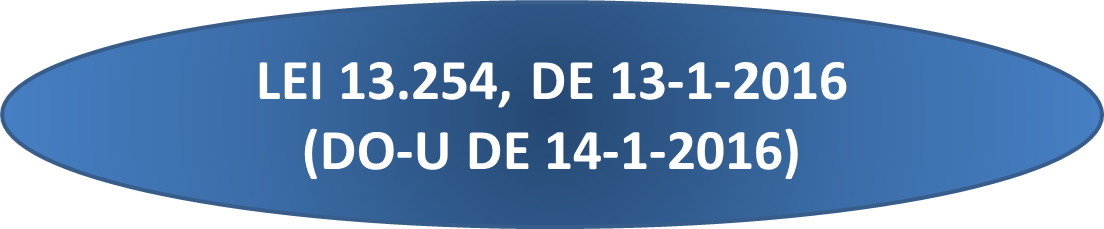 LEI 13.254, DE 13-1-2016
(DO-U DE 14-1-2016)